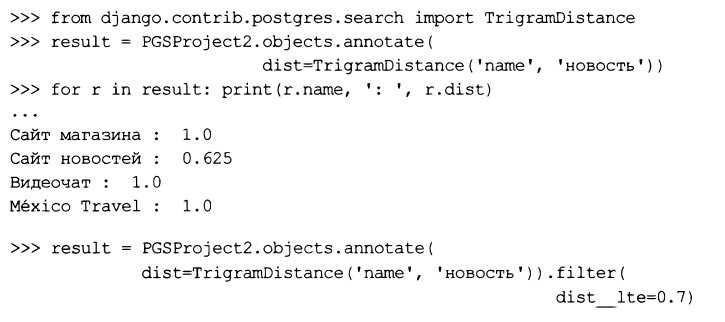 >>> from django.contrib.postgres.search import TrigramDistance
>>> result = PGSProject2.objects.annotate(
dist=TrigramDistance('name', 'новость'))
>>> for r in result: print(r.name, ': ', r.dist)
...
Сайт магазина :  1.0
Сайт новостей :  0.625
Видеочат :  1.0
México Travel :  1.0
>>> result = PGSProject2.objects.annotate(
dist=TrigramDistance('name', 'новость')).filter(
dist__lte=0.7)